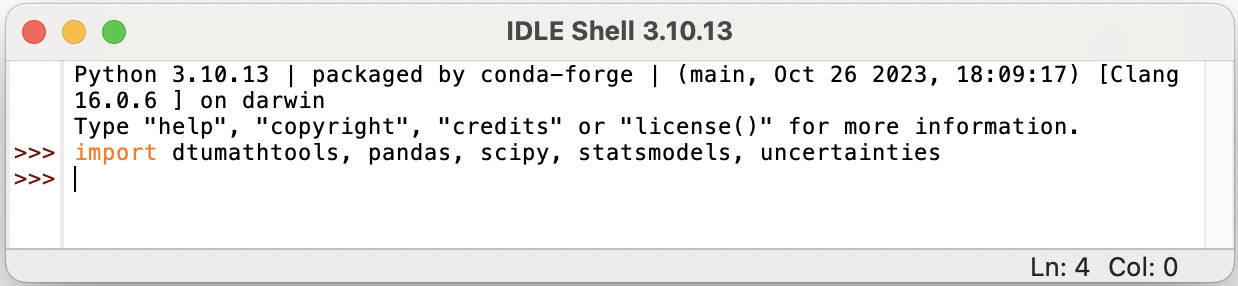 IDLE Shell 3.10.13
Python 3.10.13 | packaged by conda-forge | (main, Oct 26 2023, 18:09:17) [Clang
16.0.6 ] on darwin
Type "help", "copyright", "credits" or "license()" for more information.
>>> import dtumathtools, pandas, scipy, statsmodels, uncertainties
>>>
Ln: 4 Col: 0